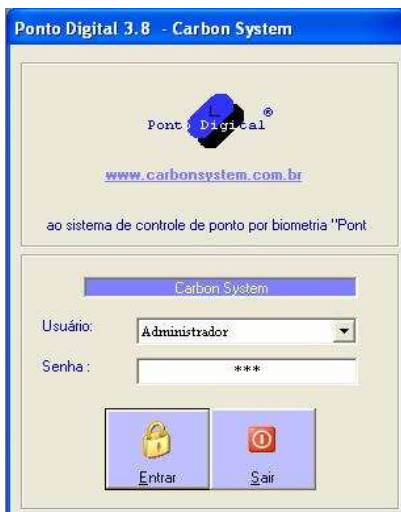 Ponto Digital 3.8 - Carbon System
Ponto Digital®
www.carbonsystem.com.br
ao sistema de controle de ponto por biometria "Pont
Carbon System
Usuário: Administrador
Senha : ***
Entrar Sair